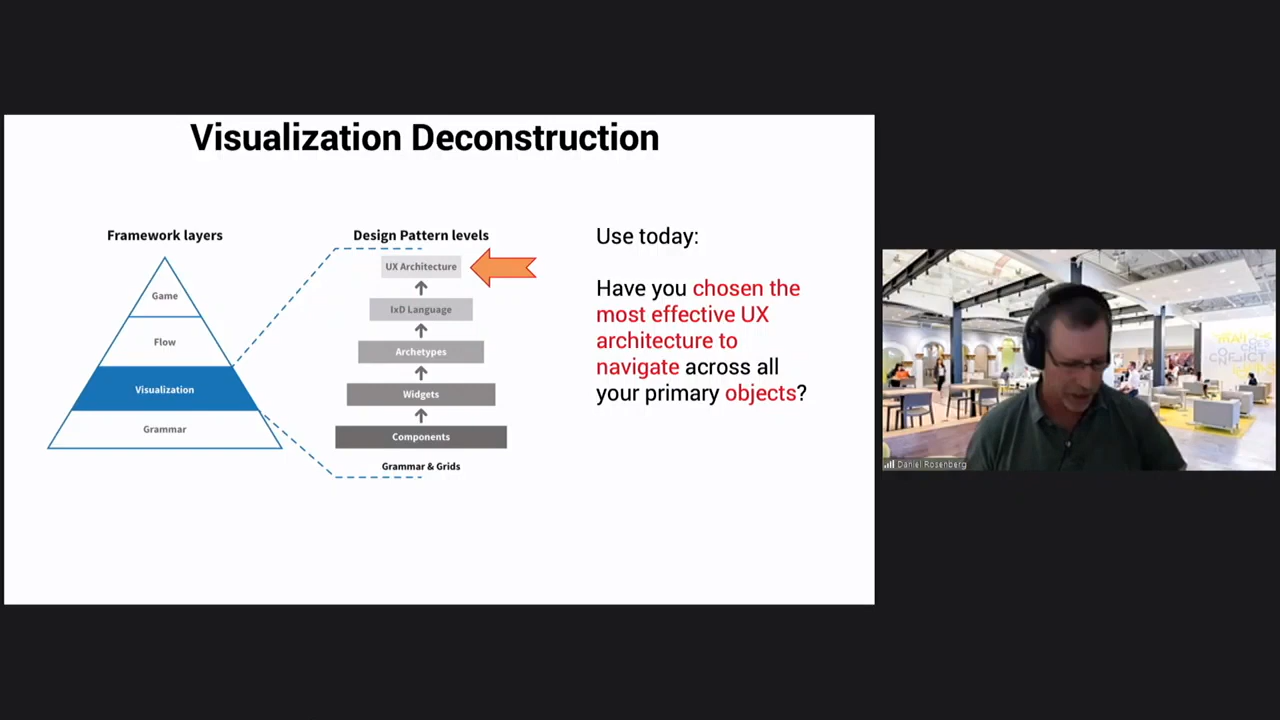 Visualization Deconstruction
Framework layers
Game
Flow
Visualization
Grammar
Design Pattern levels
UX Architecture
IxD Language
Archetypes
Widgets
Components
Grammar & Grids
Use today:
Have you chosen the
most effective UX
architecture to
navigate across all
your primary objects?
Daniel Rosenberg